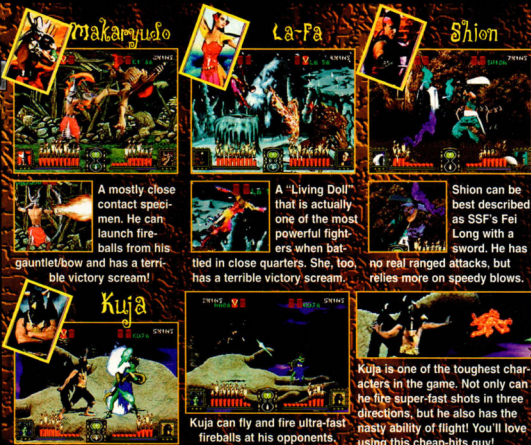 Makaryudo
A mostly close
contact speci-
men. He can
launch fire-
balls from his
gauntlet/bow and has a terri-
ble victory scream!
La-Pa
A "Living Doll"
that is actually
one of the most
powerful fight-
ers when bat-
tled in close quarters. She, too,
has a terrible victory scream.
Shion
Shion can be
best described
as SSF's Fei
Long with a
sword. He has
no real ranged attacks, but
relies more on speedy blows.
Kuja
Kuja can fly and fire ultra-fast
fireballs at his opponents.
Kuja is one of the toughest char-
acters in the game. Not only can
he fire super-fast shots in three
directions, but he also has the
nasty ability of flight! You'll love
using this cheap-hits guy!